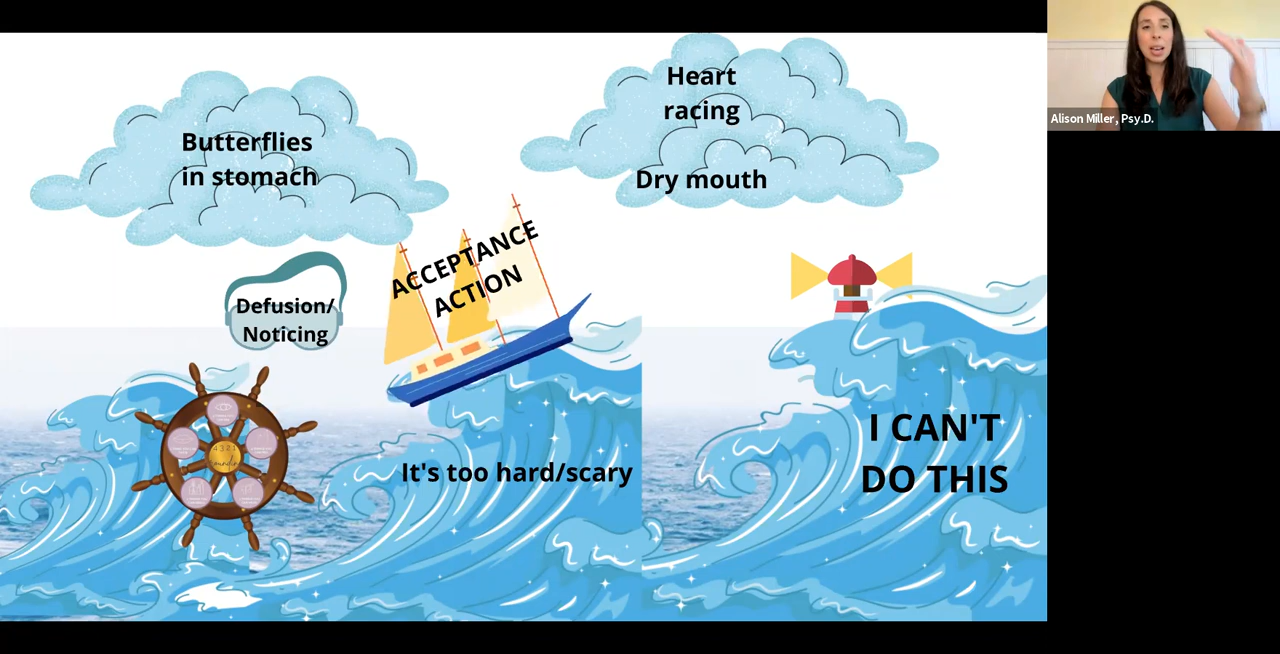 Butterflies
in stomach
Heart
racing
Dry mouth
ACCEPTANCE
ACTION
Defusion/
Noticing
It's too hard/scary
I CAN'T
DO THIS
Alison Miller, Psy.D.